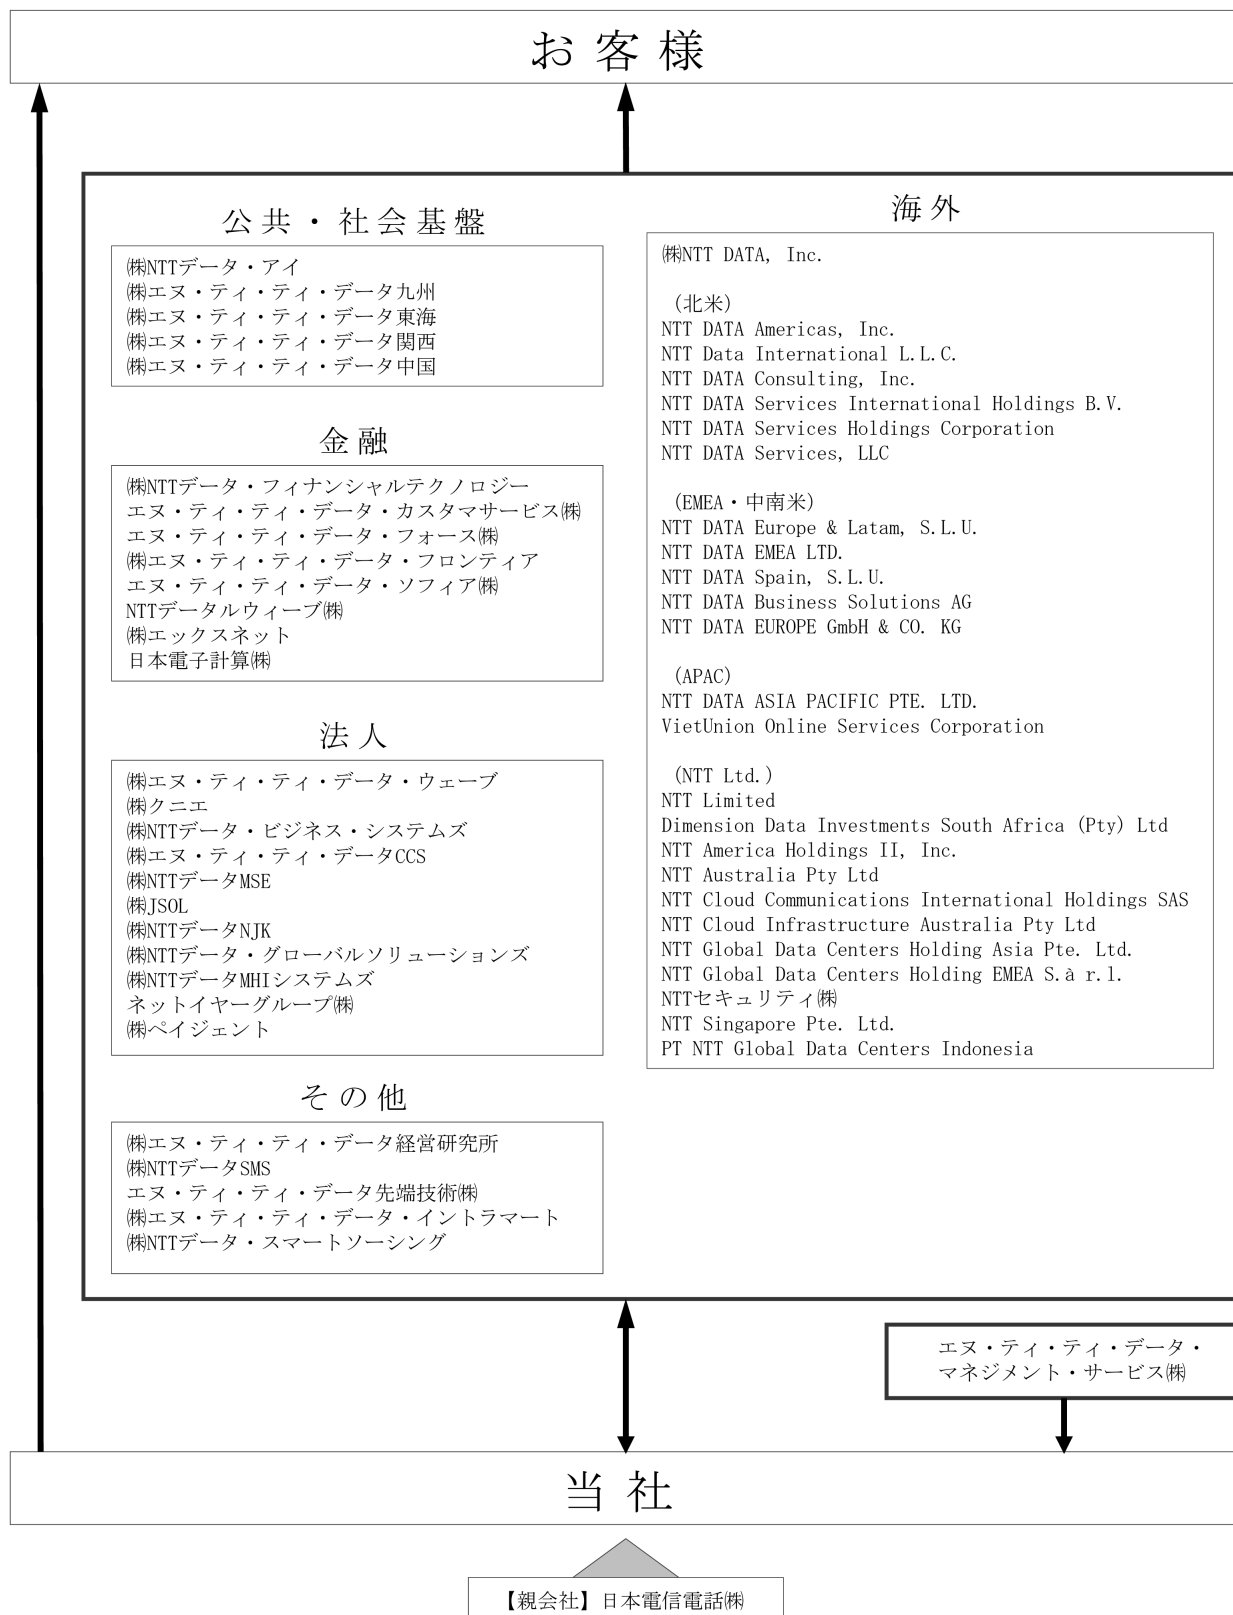 お客様
公共・社会基盤
㈱NTTデータ・アイ
㈱エヌ・ティ・ティ・データ九州
㈱エヌ・ティ・ティ・データ東海
㈱エヌ・ティ・ティ・データ関西
㈱エヌ・ティ・ティ・データ中国
金融
㈱NTTデータ・フィナンシャルテクノロジー
エヌ・ティ・ティ・データ・カスタマサービス㈱
エヌ・ティ・ティ・データ・フォース㈱
㈱エヌ・ティ・ティ・データ・フロンティア
エヌ・ティ・ティ・データ・ソフィア㈱
NTTデータルウィーブ㈱
㈱エックスネット
日本電子計算㈱
法人
㈱エヌ・ティ・ティ・データ・ウェーブ
㈱クニエ
㈱NTTデータ・ビジネス・システムズ
㈱エヌ・ティ・ティ・データCCS
㈱NTTデータMSE
㈱JSOL
㈱NTTデータNJK
㈱NTTデータ・グローバルソリューションズ
㈱NTTデータMHIシステムズ
ネットイヤーグループ㈱
㈱ペイジェント
その他
㈱エヌ・ティ・ティ・データ経営研究所
㈱NTTデータSMS
エヌ・ティ・ティ・データ先端技術㈱
㈱エヌ・ティ・ティ・データ・イントラマート
㈱NTTデータ・スマートソーシング
海外
㈱NTT DATA, Inc.
（北米）
NTT DATA Americas, Inc.
NTT Data International L.L.C.
NTT DATA Consulting, Inc.
NTT DATA Services International Holdings B.V.
NTT DATA Services Holdings Corporation
NTT DATA Services, LLC
（EMEA・中南米）
NTT DATA Europe & Latam, S.L.U.
NTT DATA EMEA LTD.
NTT DATA Spain, S.L.U.
NTT DATA Business Solutions AG
NTT DATA EUROPE GmbH & CO. KG
（APAC）
NTT DATA ASIA PACIFIC PTE. LTD.
VietUnion Online Services Corporation
（NTT Ltd.）
NTT Limited
Dimension Data Investments South Africa (Pty) Ltd
NTT America Holdings II, Inc.
NTT Australia Pty Ltd
NTT Cloud Communications International Holdings SAS
NTT Cloud Infrastructure Australia Pty Ltd
NTT Global Data Centers Holding Asia Pte. Ltd.
NTT Global Data Centers Holding EMEA S.à r.l.
NTTセキュリティ㈱
NTT Singapore Pte. Ltd.
PT NTT Global Data Centers Indonesia
エヌ・ティ・ティ・データ・
マネジメント・サービス㈱
当社
【親会社】日本電信電話㈱